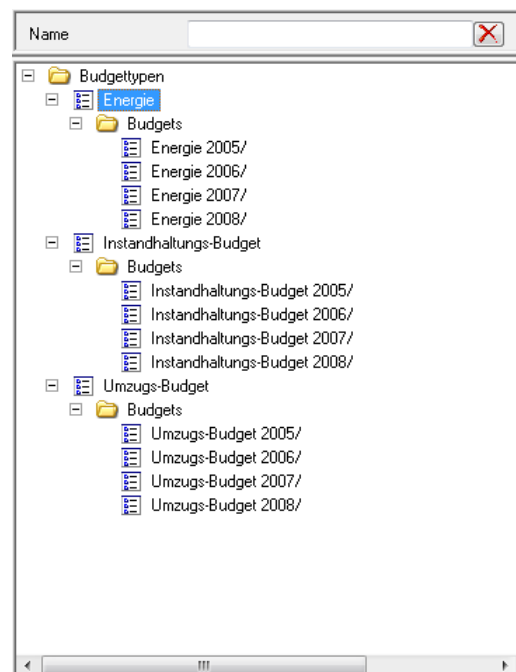 Name
Budgettypen
Energie
Budgets
Energie 2005/
Energie 2006/
Energie 2007/
Energie 2008/
Instandhaltungs-Budget
Budgets
Instandhaltungs-Budget 2005/
Instandhaltungs-Budget 2006/
Instandhaltungs-Budget 2007/
Instandhaltungs-Budget 2008/
Umzugs-Budget
Budgets
Umzugs-Budget 2005/
Umzugs-Budget 2006/
Umzugs-Budget 2007/
Umzugs-Budget 2008/